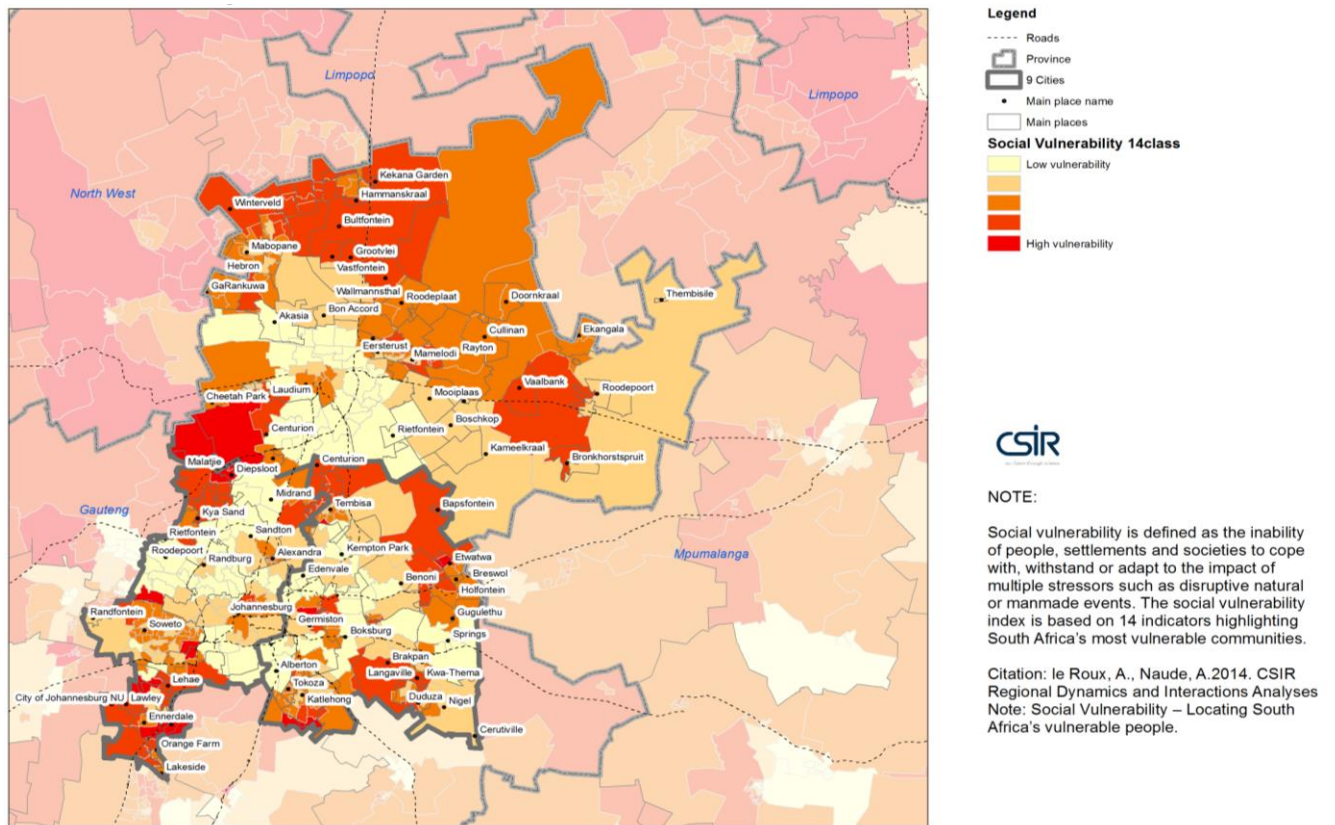 Limpopo
Limpopo
North West
Kekana Garden
Hammanskraal
Winterveld
Bultfontein
Mabopane
Grootvlei
Hebron
Vastfontein
GaRankuwa
Wallmannsthal
Roodeplaat
Doornkraal
Thembisile
Bon Accord
Akasia
Cullinan
Ekangala
Eersterust
Rayton
Mamelodi
Laudium
Vaalbank
Roodepoort
Cheetah Park
Mooiplaas
Boschkop
Centurion
Rietfontein
Kameelkraal
Malatjie
Centurion
Bronkhorstspruit
Diepsloot
Midrand
Tembisa
Bapsfontein
Gauteng
Kya Sand
Rietfontein
Sandton
Mpumalanga
Roodepoort
Alexandra
Kempton Park
Etwatwa
Randburg
Edenvale
Breswol
Benoni
Holfontein
Randfontein
Johannesburg
Gugulethu
Soweto
Germiston
Boksburg
Springs
Brakpan
Alberton
Langaville
Kwa-Thema
Lehae
Tokoza
City of Johannesburg NU
Lawley
Katlehong
Duduza
Nigel
Ennerdale
Cerutiville
Orange Farm
Lakeside
Legend
Roads
Province
9 Cities
Main place name
Main places
Social Vulnerability 14class
Low vulnerability
High vulnerability
CSIR
NOTE:
Social vulnerability is defined as the inability
of people, settlements and societies to cope
with, withstand or adapt to the impact of
multiple stressors such as disruptive natural
or manmade events. The social vulnerability
index is based on 14 indicators highlighting
South Africa's most vulnerable communities.
Citation: le Roux, A., Naude, A.2014. CSIR
Regional Dynamics and Interactions Analyses
Note: Social Vulnerability – Locating South
Africa's vulnerable people.